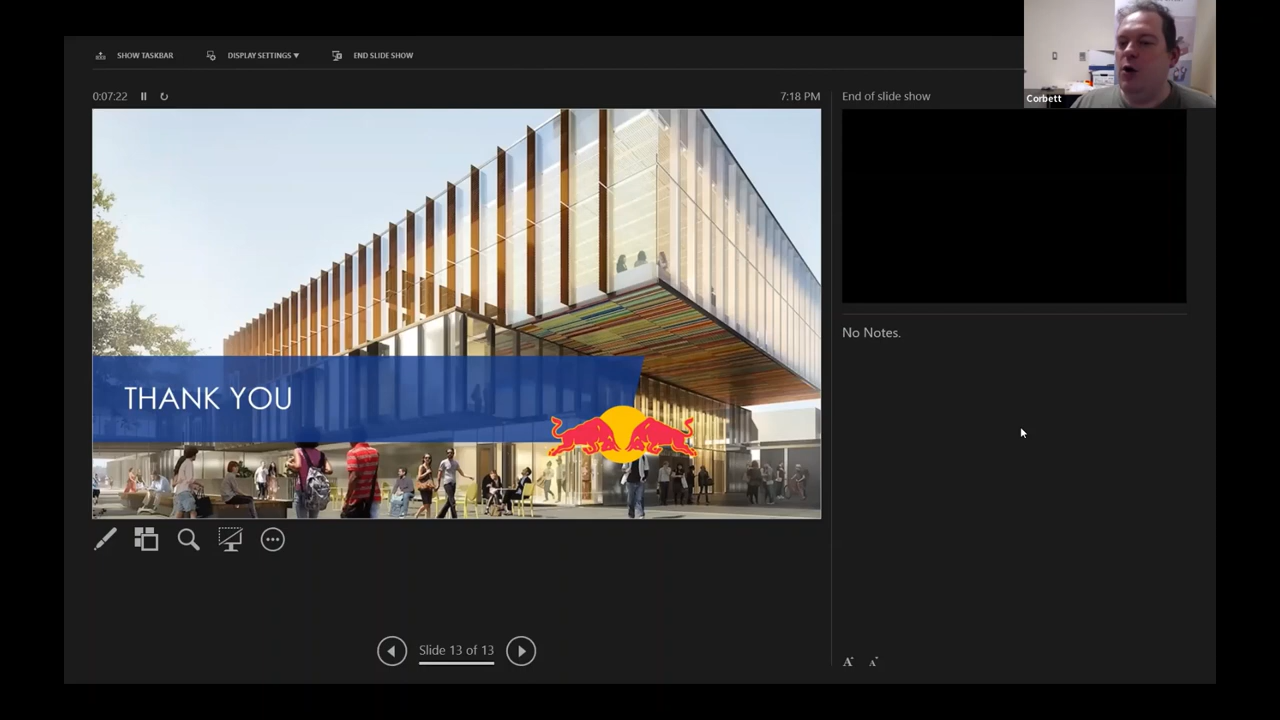 SHOW TASKBAR
DISPLAY SETTINGS ▼
END SLIDE SHOW
0:07:22
7:18 PM
End of slide show
Corbett
No Notes.
THANK YOU
Slide 13 of 13
A A